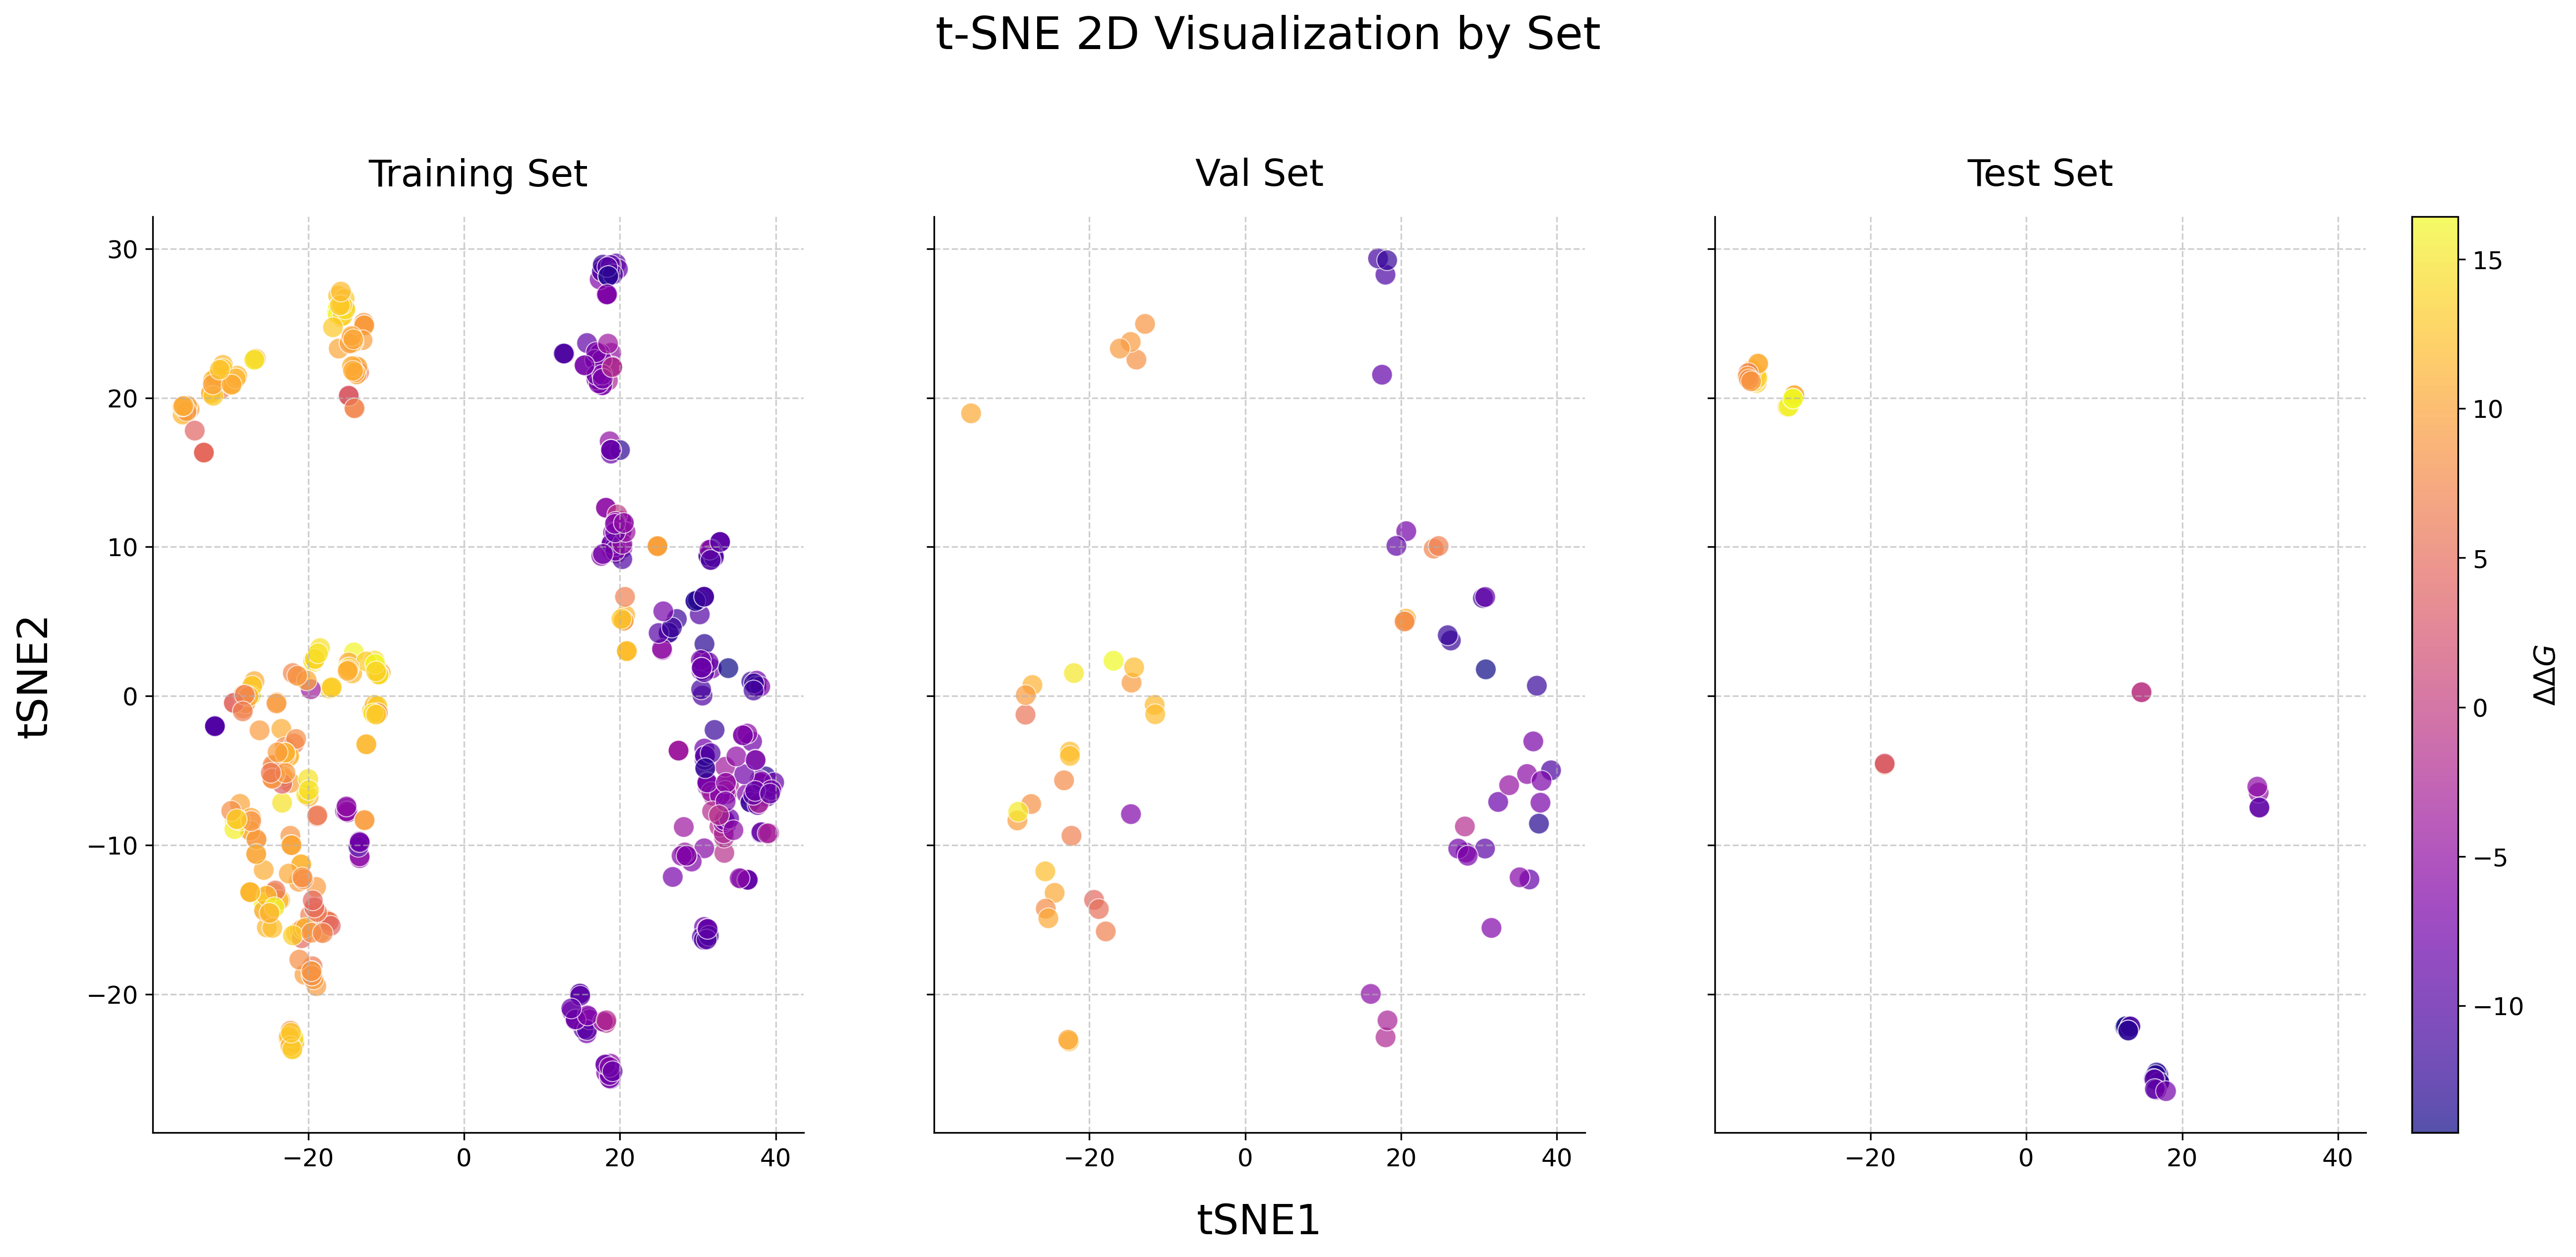 t-SNE 2D Visualization by Set
Training Set
Val Set
Test Set
30
20
10
0
−10
−20
tSNE2
−20 0 20 40
−20 0 20 40
−20 0 20 40
tSNE1
15
10
5
0
−5
−10
ΔΔG